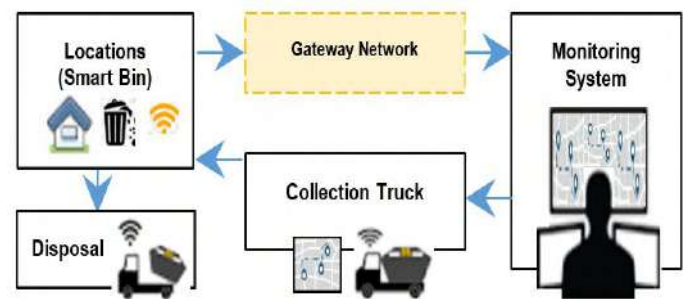 Locations
(Smart Bin)
Gateway Network
Monitoring
System
Collection Truck
Disposal